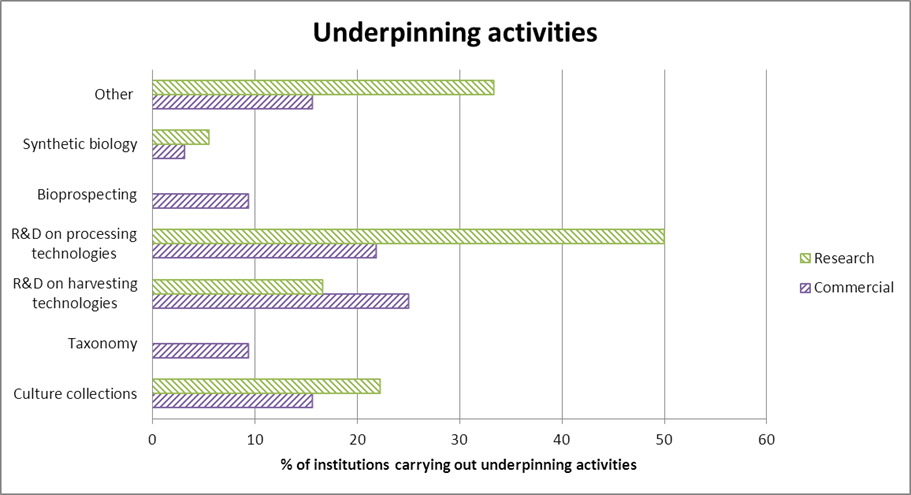 Underpinning activities
Other
Synthetic biology
Bioprospecting
R&D on processing
technologies
R&D on harvesting
technologies
Taxonomy
Culture collections
Research
Commercial
0 10 20 30 40 50 60
% of institutions carrying out underpinning activities